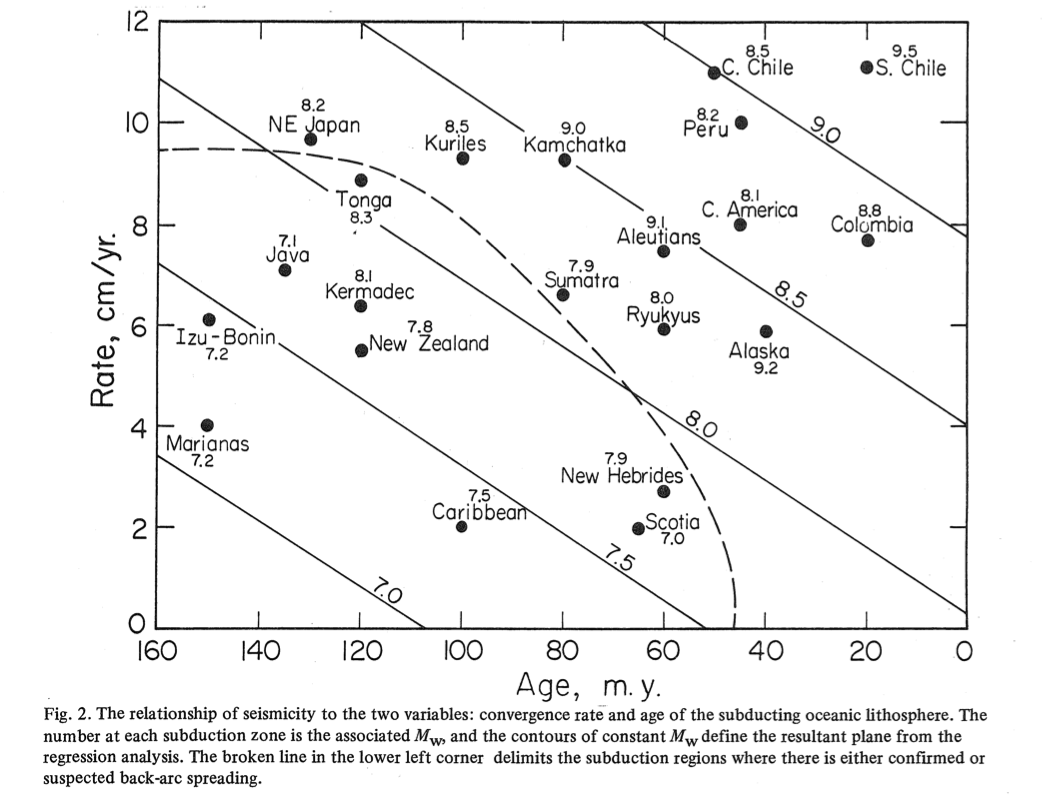 12
8.5
9.5
C. Chile
S. Chile
8.2
NE Japan
10
8.5
Kuriles
9.0
Kamchatka
8.2
Peru
9.0
Tonga
8.3
8.1
C. America
8.8
Colombia
8
9.1
Aleutians
7.1
Java
7.9
Sumatra
8.5
8.1
Kermadec
8.0
Ryukyus
6
Izu-Bonin
7.2
7.8
New Zealand
Alaska
9.2
Rate, cm/yr.
4
8.0
Marianas
7.2
7.9
New Hebrides
7.5
Caribbean
2
Scotia
7.0
7.5
7.0
0
160 140 120 100 80 60 40 20 0
Age, m.y.
Fig. 2. The relationship of seismicity to the two variables: convergence rate and age of the subducting oceanic lithosphere. The
number at each subduction zone is the associated Mw, and the contours of constant Mw define the resultant plane from the
regression analysis. The broken line in the lower left corner delimits the subduction regions where there is either confirmed or
suspected back-arc spreading.